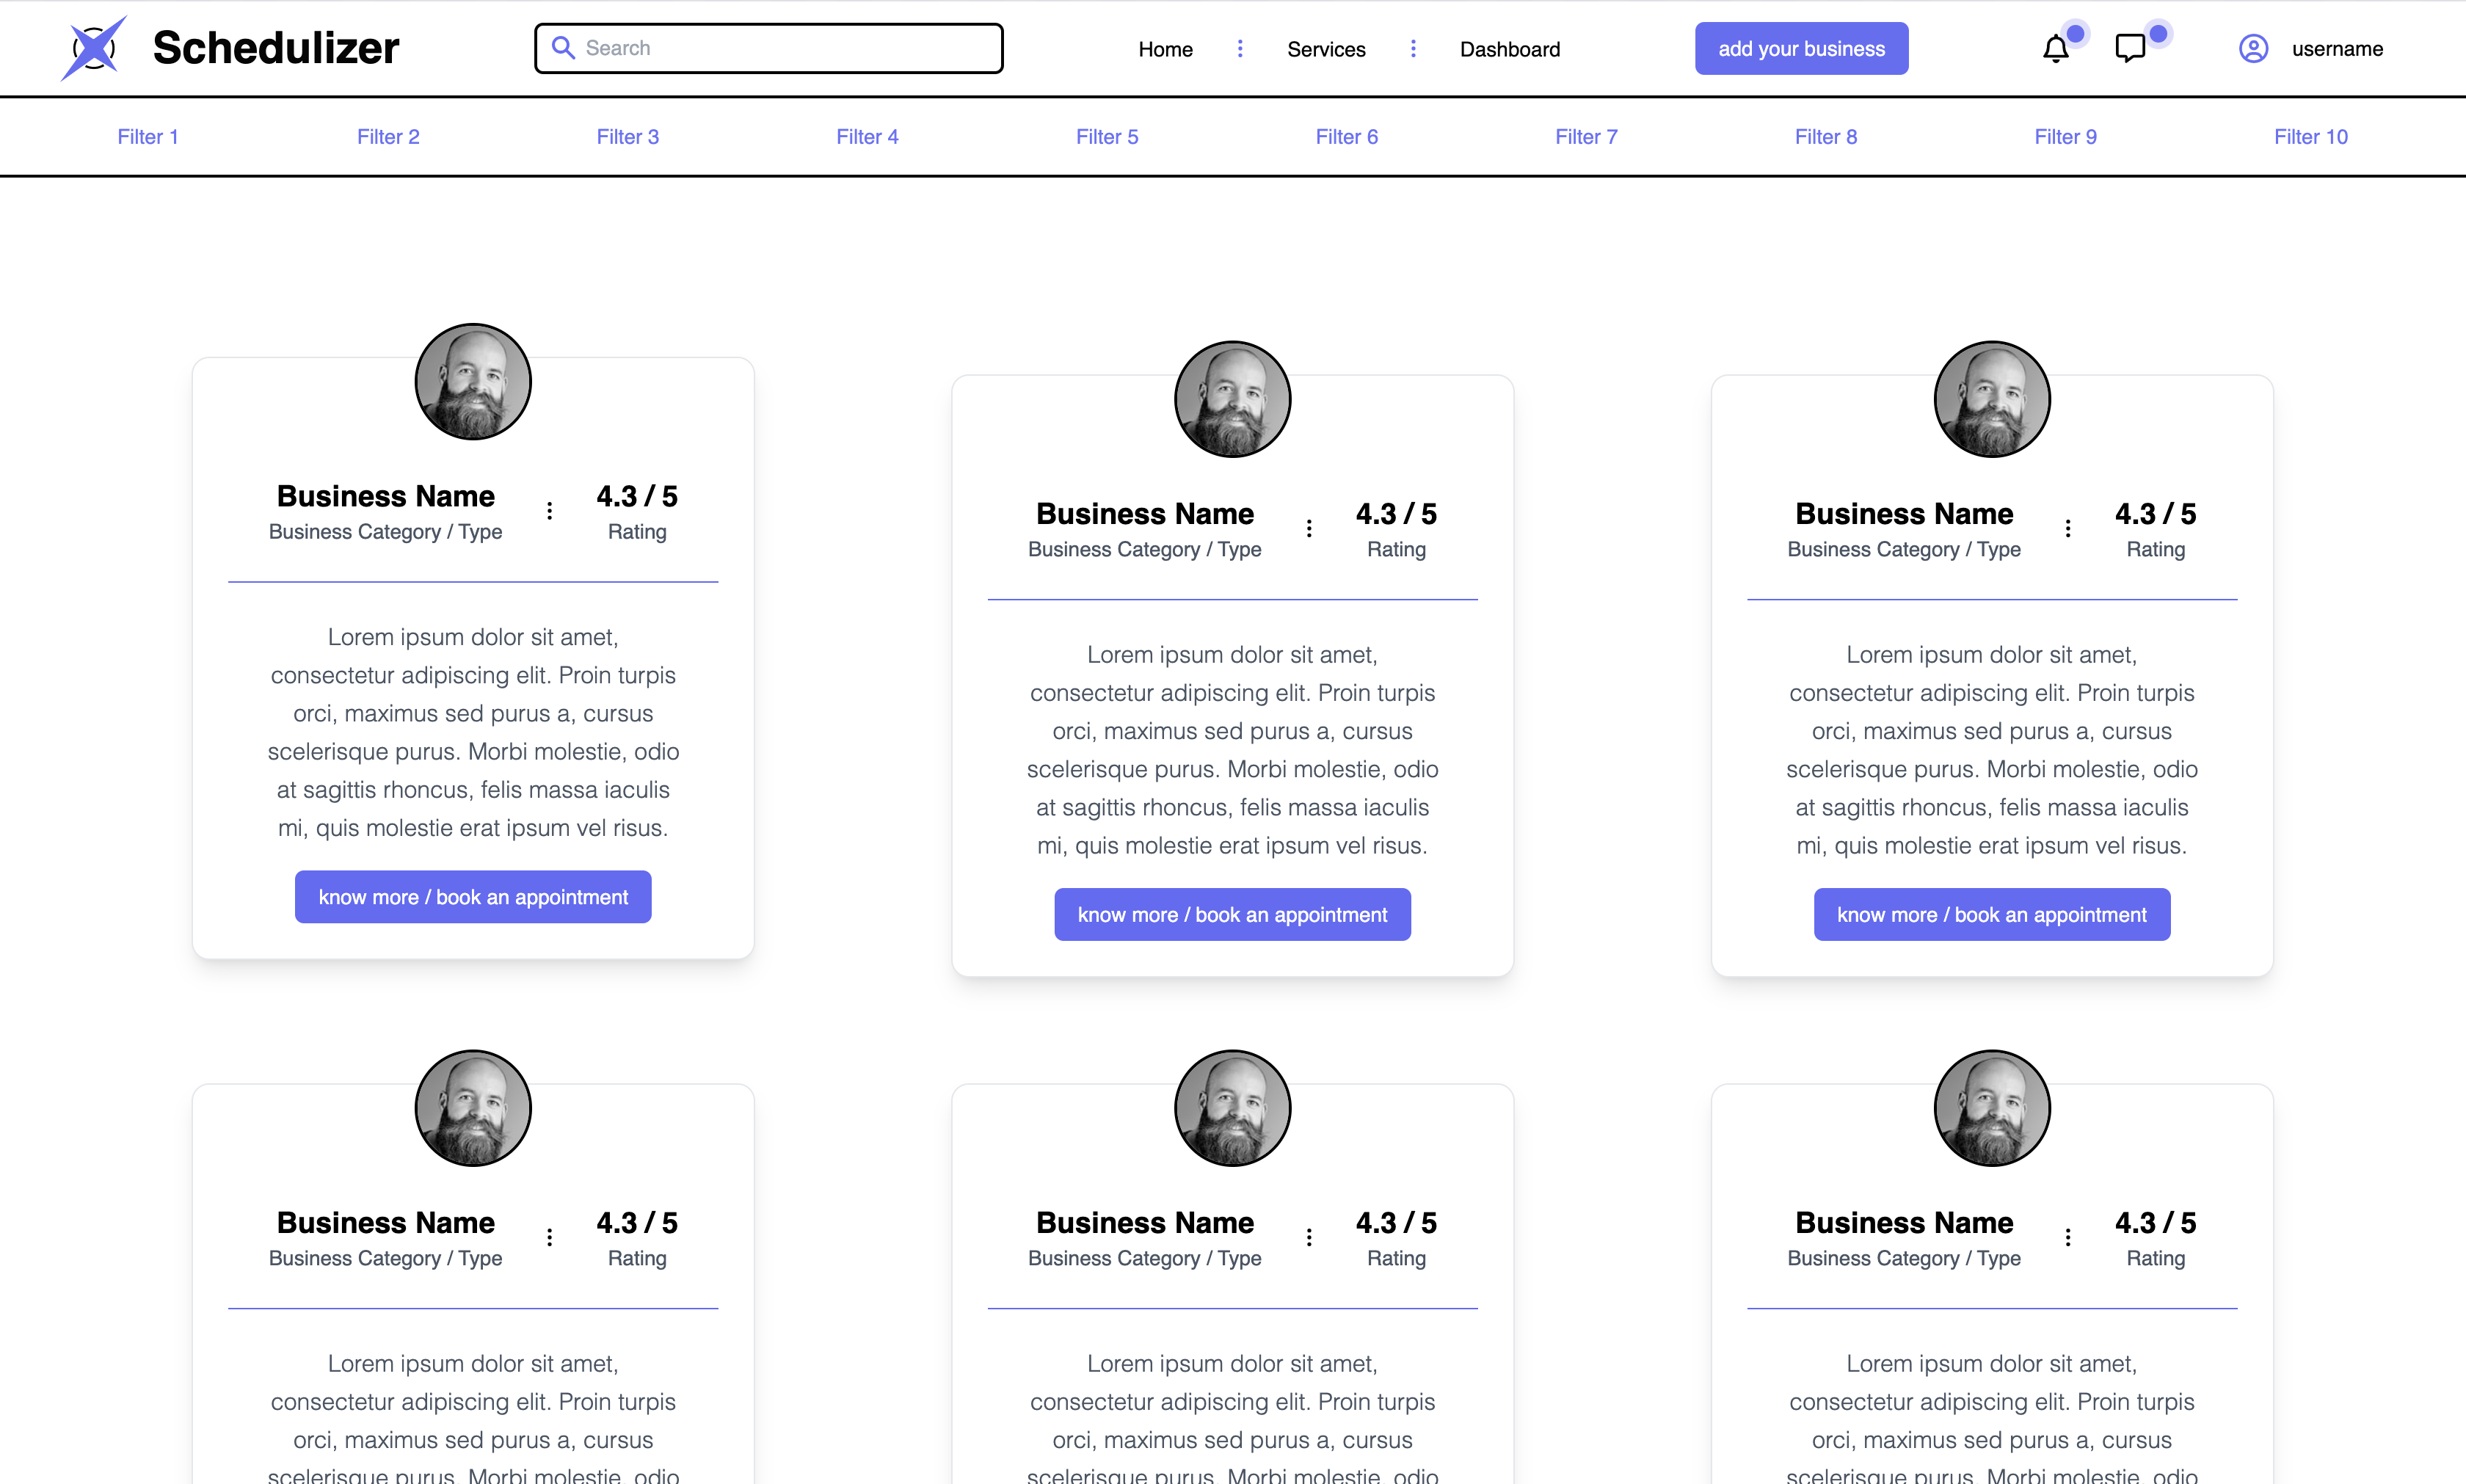 Schedulizer
Search
Home
Services
Dashboard
add your business
username
Filter 1
Filter 2
Filter 3
Filter 4
Filter 5
Filter 6
Filter 7
Filter 8
Filter 9
Filter 10
Business Name
Business Category / Type
4.3 / 5
Rating
Lorem ipsum dolor sit amet,
consectetur adipiscing elit. Proin turpis
orci, maximus sed purus a, cursus
scelerisque purus. Morbi molestie, odio
at sagittis rhoncus, felis massa iaculis
mi, quis molestie erat ipsum vel risus.
know more / book an appointment
Business Name
Business Category / Type
4.3 / 5
Rating
Lorem ipsum dolor sit amet,
consectetur adipiscing elit. Proin turpis
orci, maximus sed purus a, cursus
scelerisque purus. Morbi molestie, odio
at sagittis rhoncus, felis massa iaculis
mi, quis molestie erat ipsum vel risus.
know more / book an appointment
Business Name
Business Category / Type
4.3 / 5
Rating
Lorem ipsum dolor sit amet,
consectetur adipiscing elit. Proin turpis
orci, maximus sed purus a, cursus
scelerisque purus. Morbi molestie, odio
at sagittis rhoncus, felis massa iaculis
mi, quis molestie erat ipsum vel risus.
know more / book an appointment
Business Name
Business Category / Type
4.3 / 5
Rating
Lorem ipsum dolor sit amet,
consectetur adipiscing elit. Proin turpis
orci, maximus sed purus a, cursus
scelerisque purus. Morbi molestie, odio
Business Name
Business Category / Type
4.3 / 5
Rating
Lorem ipsum dolor sit amet,
consectetur adipiscing elit. Proin turpis
orci, maximus sed purus a, cursus
scelerisque purus. Morbi molestie, odio
Business Name
Business Category / Type
4.3 / 5
Rating
Lorem ipsum dolor sit amet,
consectetur adipiscing elit. Proin turpis
orci, maximus sed purus a, cursus
scelerisque purus. Morbi molestie, odio